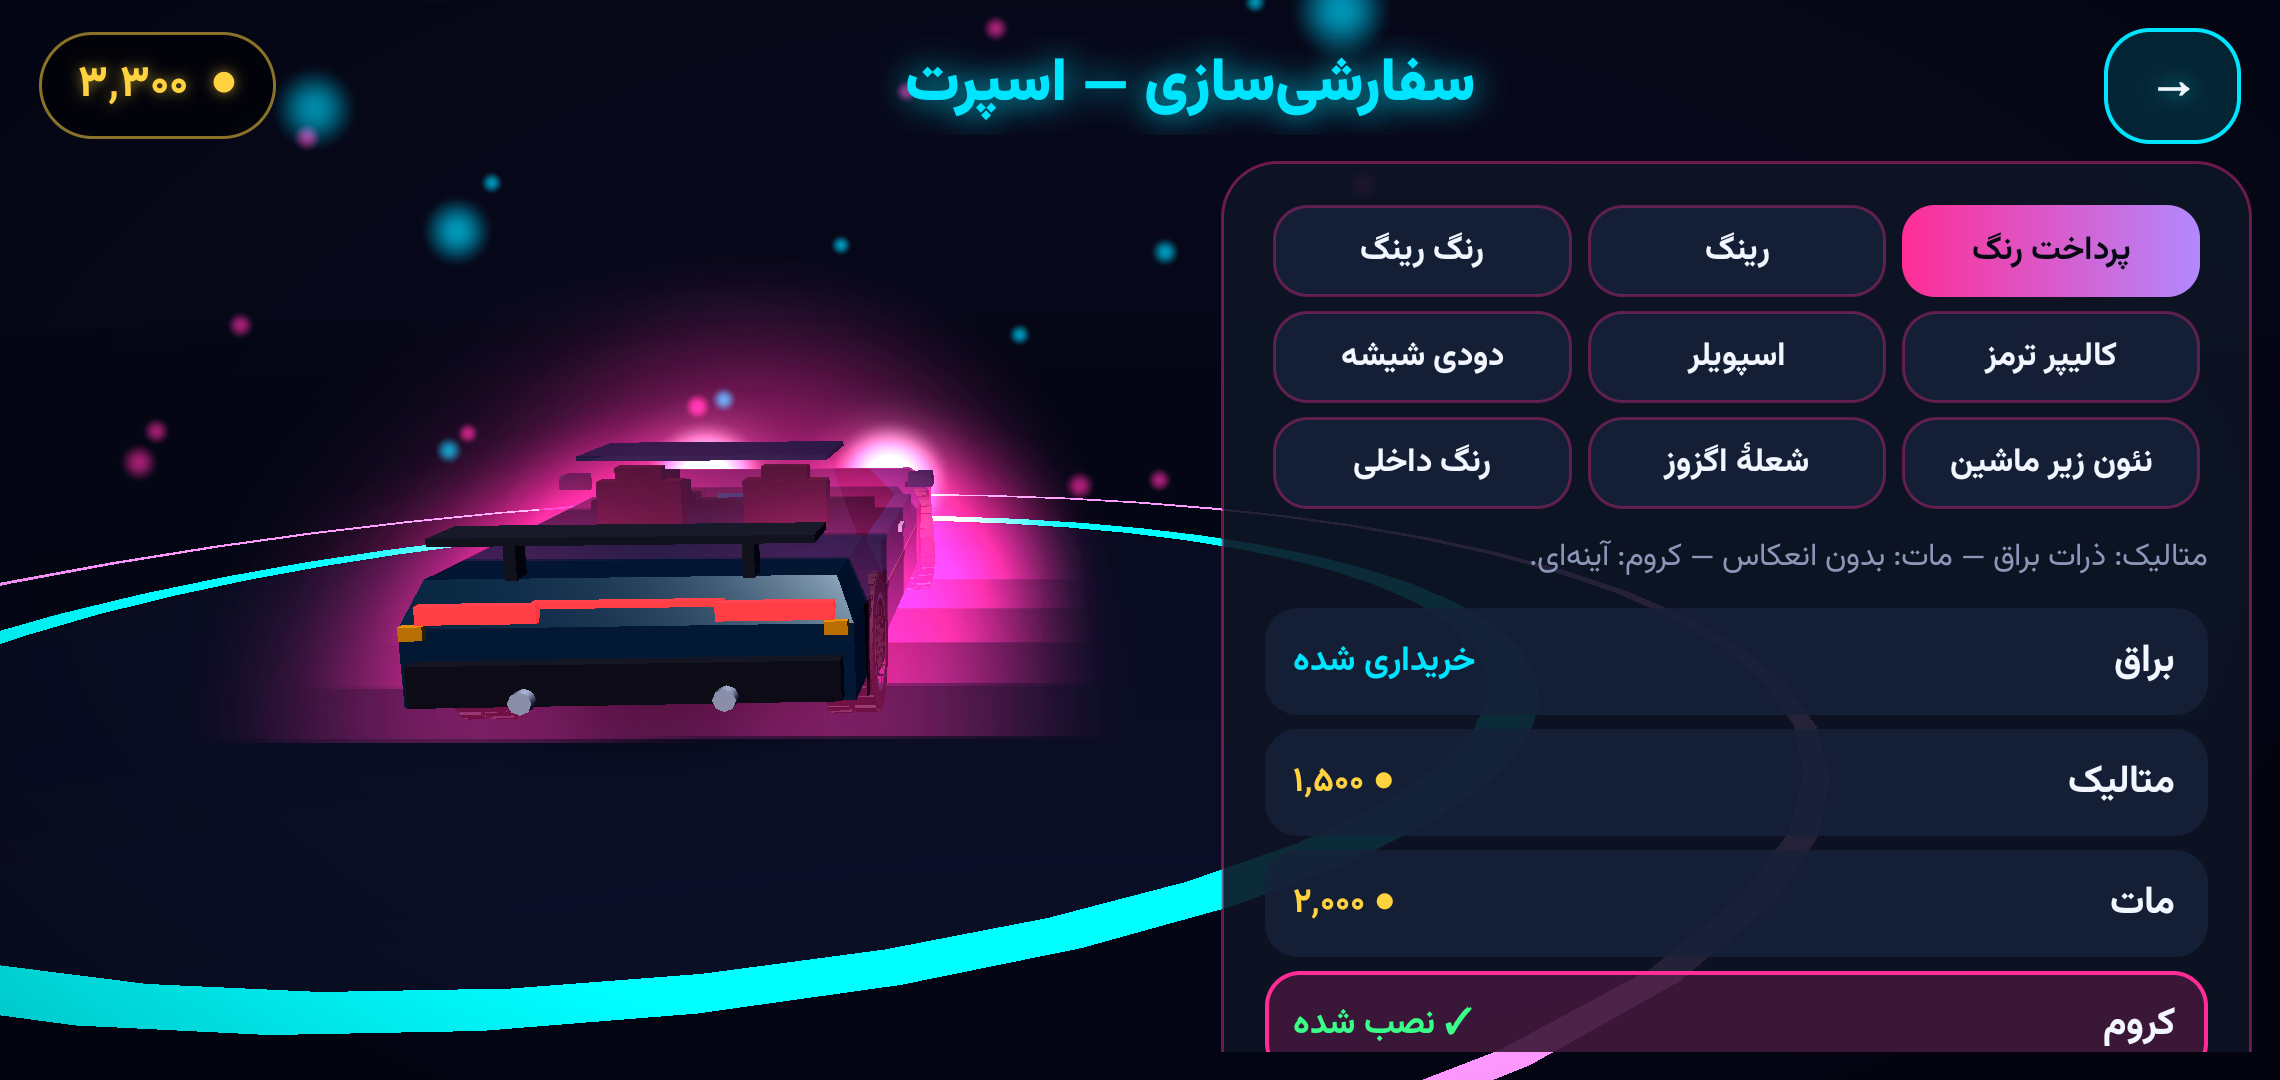 →
سفارشی‌سازی — اسپرت
۳,۳۰۰
پرداخت رنگ
رینگ
رنگ رینگ
کالیپر ترمز
اسپویلر
دودی شیشه
نئون زیر ماشین
شعلهٔ اگزوز
رنگ داخلی
متالیک: ذرات براق — مات: بدون انعکاس — کروم: آینه‌ای.
براق
خریداری شده
متالیک
۱,۵۰۰
مات
۲,۰۰۰
کروم
✓ نصب شده